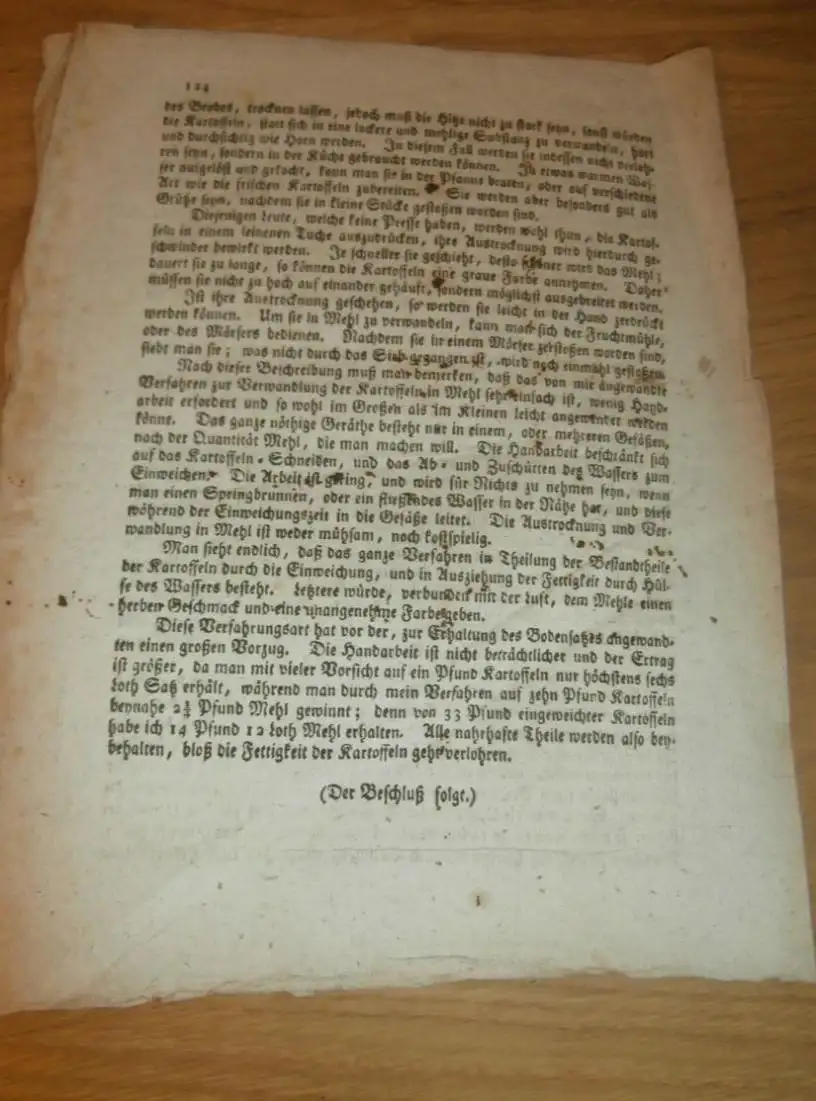 124
des Brodes, trocknen lassen, jedoch muß die Hitze nicht zu stark seyn, sonst würden
die Kartoffeln, statt sich in eine lockere und mehlige Substanz zu verwandeln, hart
und durchsichtig wie Horn werden. In diesem Fall werden sie indessen nicht verloh-
ren seyn, sondern in der Küche gebraucht werden können. In etwas warmen Was-
ser aufgelöst und gekocht, kann man sie in der Pfanne braten, oder auf verschiedene
Art wie die frischen Kartoffeln zubereiten. Sie werden aber besonders gut als
Grütze seyn, nachdem sie in kleine Stücke gestoßen worden sind.
Diejenigen Leute, welche keine Presse haben, werden wohl thun, die Kartof-
feln in einem leinenen Tuche auszudrücken, ihre Austrocknung wird hierdurch ge-
schwinder bewirkt werden. Je schneller sie geschieht, desto schöner wird das Mehl;
dauert sie zu lange, so können die Kartoffeln eine graue Farbe annehmen. Daher
müssen sie nicht zu hoch auf einander gehäuft, sondern möglichst ausgebreitet werden.
Ist ihre Austrocknung geschehen, so werden sie leicht in der Hand zerdrückt
werden können. Um sie in Mehl zu verwandeln, kann man sich der Fruchtmühle,
oder des Mörsers bedienen. Nachdem sie in einem Mörser zerstoßen worden sind,
siebt man sie; was nicht durch das Sieb gegangen ist, wird noch einmahl gestoßen.
Nach dieser Beschreibung muß man bemerken, daß das von mir angewandte
Verfahren zur Verwandlung der Kartoffeln in Mehl sehr einfach ist, wenig Hand-
arbeit erfordert und so wohl im Großen als im Kleinen leicht angewendet werden
könne. Das ganze nöthige Geräthe besteht nur in einem, oder mehreren Gefäßen,
nach der Quantität Mehl, die man machen will. Die Handarbeit beschränkt sich
auf das Kartoffeln-Schneiden, und das Ab- und Zuschütten des Wassers zum
Einweichen. Die Arbeit ist gering, und wird für Nichts zu nehmen seyn, wenn
man einen Springbrunnen, oder ein fließendes Wasser in der Nähe hat, und diese
während der Einweichungszeit in die Gefäße leitet. Die Austrocknung und Ver-
wandlung in Mehl ist weder mühsam, noch kostspielig.
Man sieht endlich, daß das ganze Verfahren in Theilung der Bestandtheile
der Kartoffeln durch die Einweichung, und in Ausziehung der Fettigkeit durch Hül-
fe des Wassers besteht. Letztere würde, verbunden mit der Luft, dem Mehle einen
herben Geschmack und eine unangenehme Farbe geben.
Diese Verfahrungsart hat vor der, zur Erhaltung des Bodensatzes angewand-
ten einen großen Vorzug. Die Handarbeit ist nicht beträchtlicher und der Ertrag
ist größer, da man mit vieler Vorsicht auf ein Pfund Kartoffeln nur höchstens sechs
Loth Satz erhält, während man durch mein Verfahren auf zehn Pfund Kartoffeln
beynahe 2¾ Pfund Mehl gewinnt; denn von 33 Pfund eingeweichter Kartoffeln
habe ich 14 Pfund 12 Loth Mehl erhalten. Alle nahrhafte Theile werden also bey-
behalten, bloß die Fettigkeit der Kartoffeln geht verlohren.
(Der Beschluß folgt.)